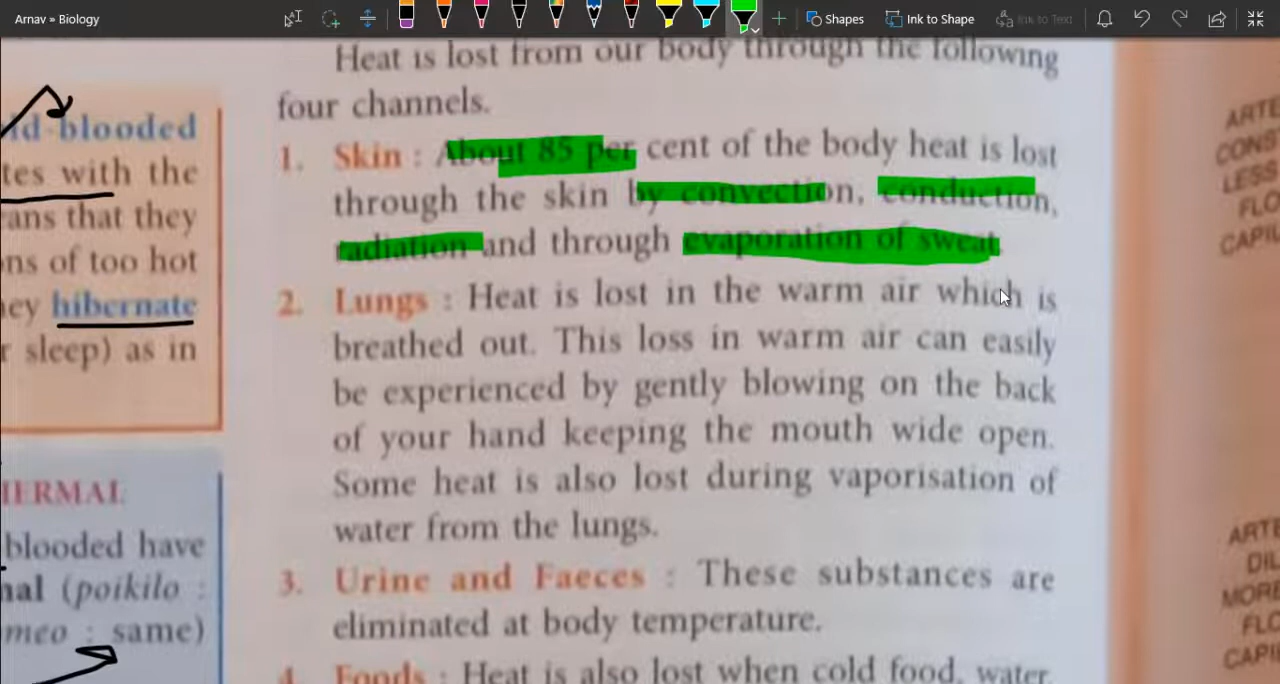 Arnav » Biology
Shapes
Ink to Shape
Ink to Text
Heat is lost from our body through the following
four channels.
1. Skin : About 85 per cent of the body heat is lost
through the skin by convection, conduction,
radiation and through evaporation of sweat.
2. Lungs : Heat is lost in the warm air which is
breathed out. This loss in warm air can easily
be experienced by gently blowing on the back
of your hand keeping the mouth wide open.
Some heat is also lost during vaporisation of
water from the lungs.
3. Urine and Faeces : These substances are
eliminated at body temperature.
4. Foods : Heat is also lost when cold food, water
blooded
tes with the
ans that they
ns of too hot
ey hibernate
r sleep) as in
HERMAL
blooded have
nal (poikilo :
meo : same)
ARTE
CONS
LESS
FLO
CAPIL
ARTE
DIL
MORE
FLO
CAPIL